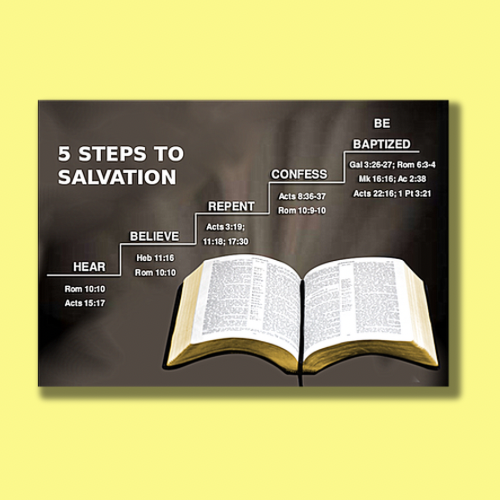 5 STEPS TO
SALVATION
HEAR
Rom 10:10
Acts 15:17
BELIEVE
Heb 11:16
Rom 10:10
REPENT
Acts 3:19;
11:18; 17:30
CONFESS
Acts 8:36-37
Rom 10:9-10
BE
BAPTIZED
Gal 3:26-27; Rom 6:3-4
Mk 16:16; Ac 2:38
Acts 22:16; 1 Pt 3:21